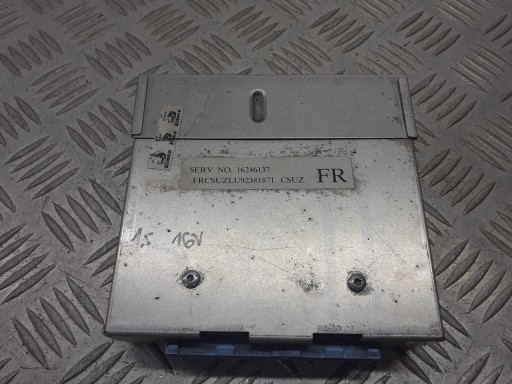 SERV. NO. 16246137
FRCSUZLU92381871 CSUZ FR
1.5 16V